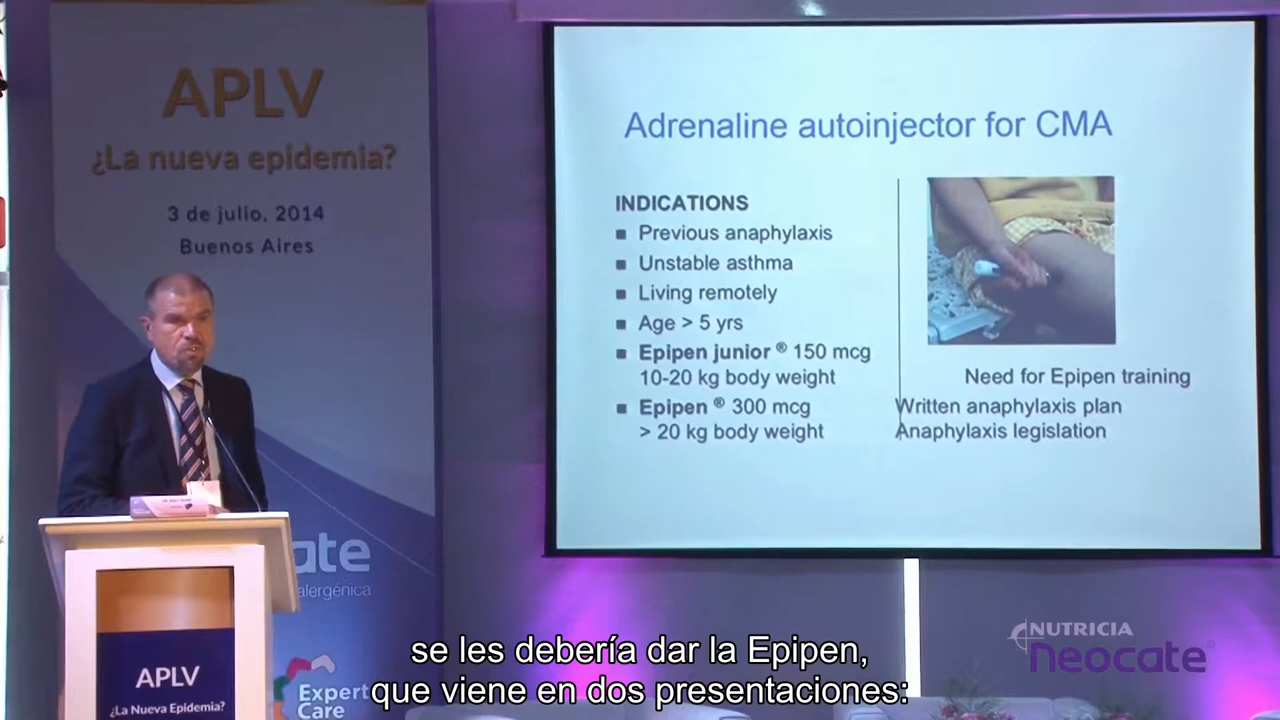 APLV
¿La nueva epidemia?
3 de julio, 2014
Buenos Aires
Adrenaline autoinjector for CMA
INDICATIONS
Previous anaphylaxis
Unstable asthma
Living remotely
Age > 5 yrs
Epipen junior ® 150 mcg
10-20 kg body weight
Epipen ® 300 mcg
> 20 kg body weight
Need for Epipen training
Written anaphylaxis plan
Anaphylaxis legislation
cate
alergénica
Expert
Care
APLV
¿La Nueva Epidemia?
NUTRICIA
neocate®
se les debería dar la Epipen,
que viene en dos presentaciones: